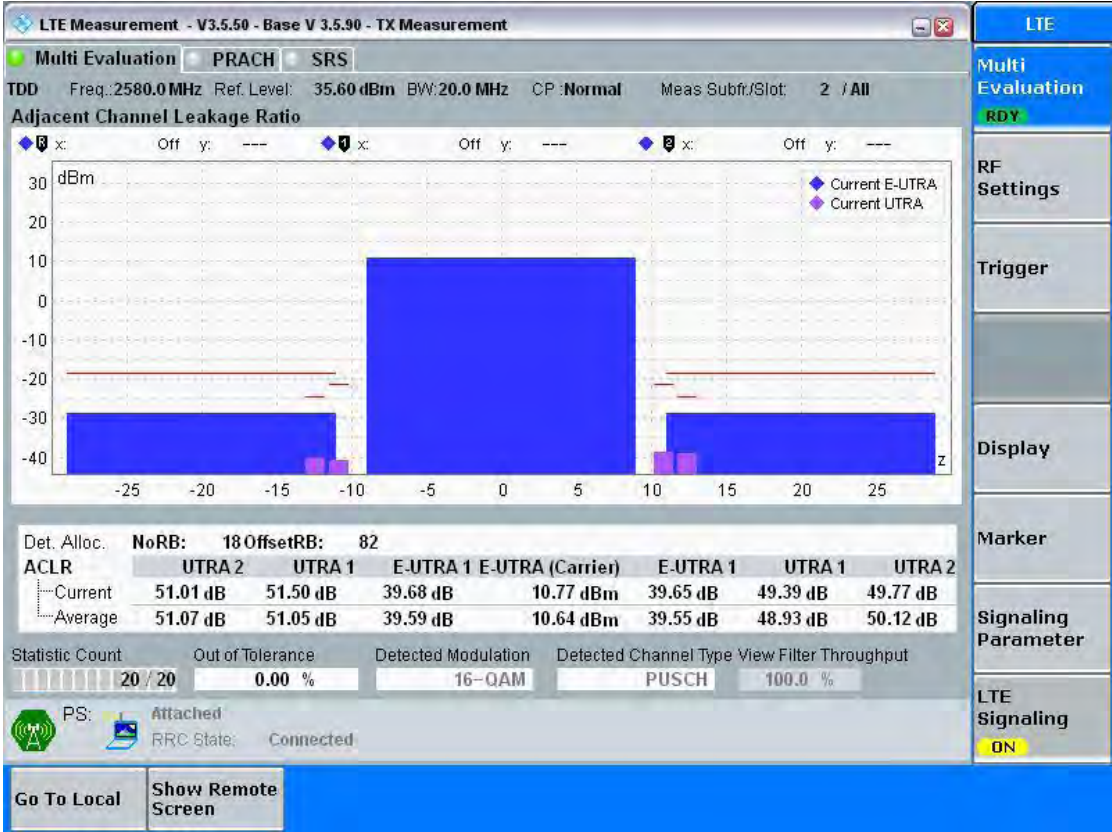 LTE Measurement - V3.5.50 - Base V 3.5.90 - TX Measurement
LTE
Multi Evaluation PRACH SRS
Multi Evaluation
RDY
TDD Freq.:2580.0 MHz Ref. Level: 35.60 dBm BW:20.0 MHz CP :Normal Meas Subfr./Slot: 2 / All
Adjacent Channel Leakage Ratio
R x: Off y: --- 1 x: Off y: --- 2 x: Off y: ---
dBm
Current E-UTRA
Current UTRA
30
20
10
0
-10
-20
-30
-40
z
-25 -20 -15 -10 -5 0 5 10 15 20 25
RF Settings
Trigger
Display
Marker
Signaling Parameter
LTE Signaling
ON
Det. Alloc. NoRB: 18 OffsetRB: 82
ACLR UTRA 2 UTRA 1 E-UTRA 1 E-UTRA (Carrier) E-UTRA 1 UTRA 1 UTRA 2
Current 51.01 dB 51.50 dB 39.68 dB 10.77 dBm 39.65 dB 49.39 dB 49.77 dB
Average 51.07 dB 51.05 dB 39.59 dB 10.64 dBm 39.55 dB 48.93 dB 50.12 dB
Statistic Count Out of Tolerance Detected Modulation Detected Channel Type View Filter Throughput
20 / 20 0.00 % 16-QAM PUSCH 100.0 %
PS: Attached
RRC State: Connected
Go To Local
Show Remote Screen